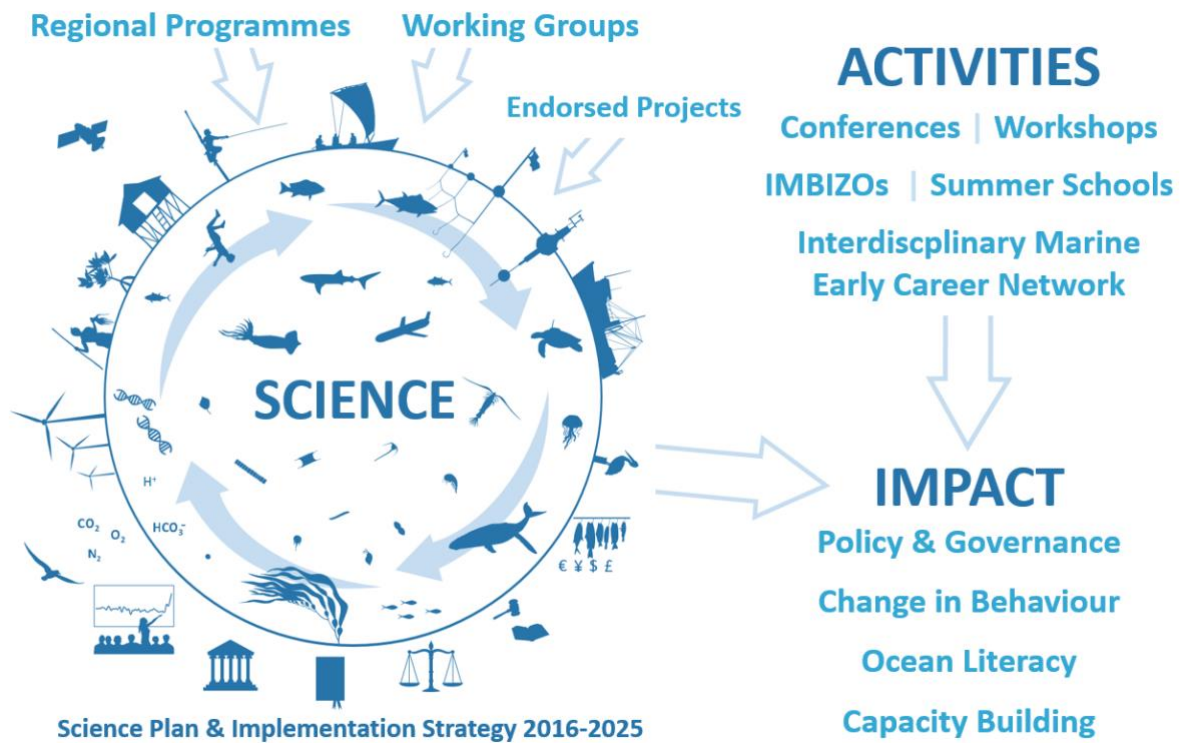 Regional Programmes
Working Groups
Endorsed Projects
SCIENCE
H⁺
CO₂
O₂
HCO₃⁻
N₂
€ ¥ $ £
Science Plan & Implementation Strategy 2016-2025
ACTIVITIES
Conferences | Workshops
IMBIZOs | Summer Schools
Interdiscplinary Marine
Early Career Network
IMPACT
Policy & Governance
Change in Behaviour
Ocean Literacy
Capacity Building